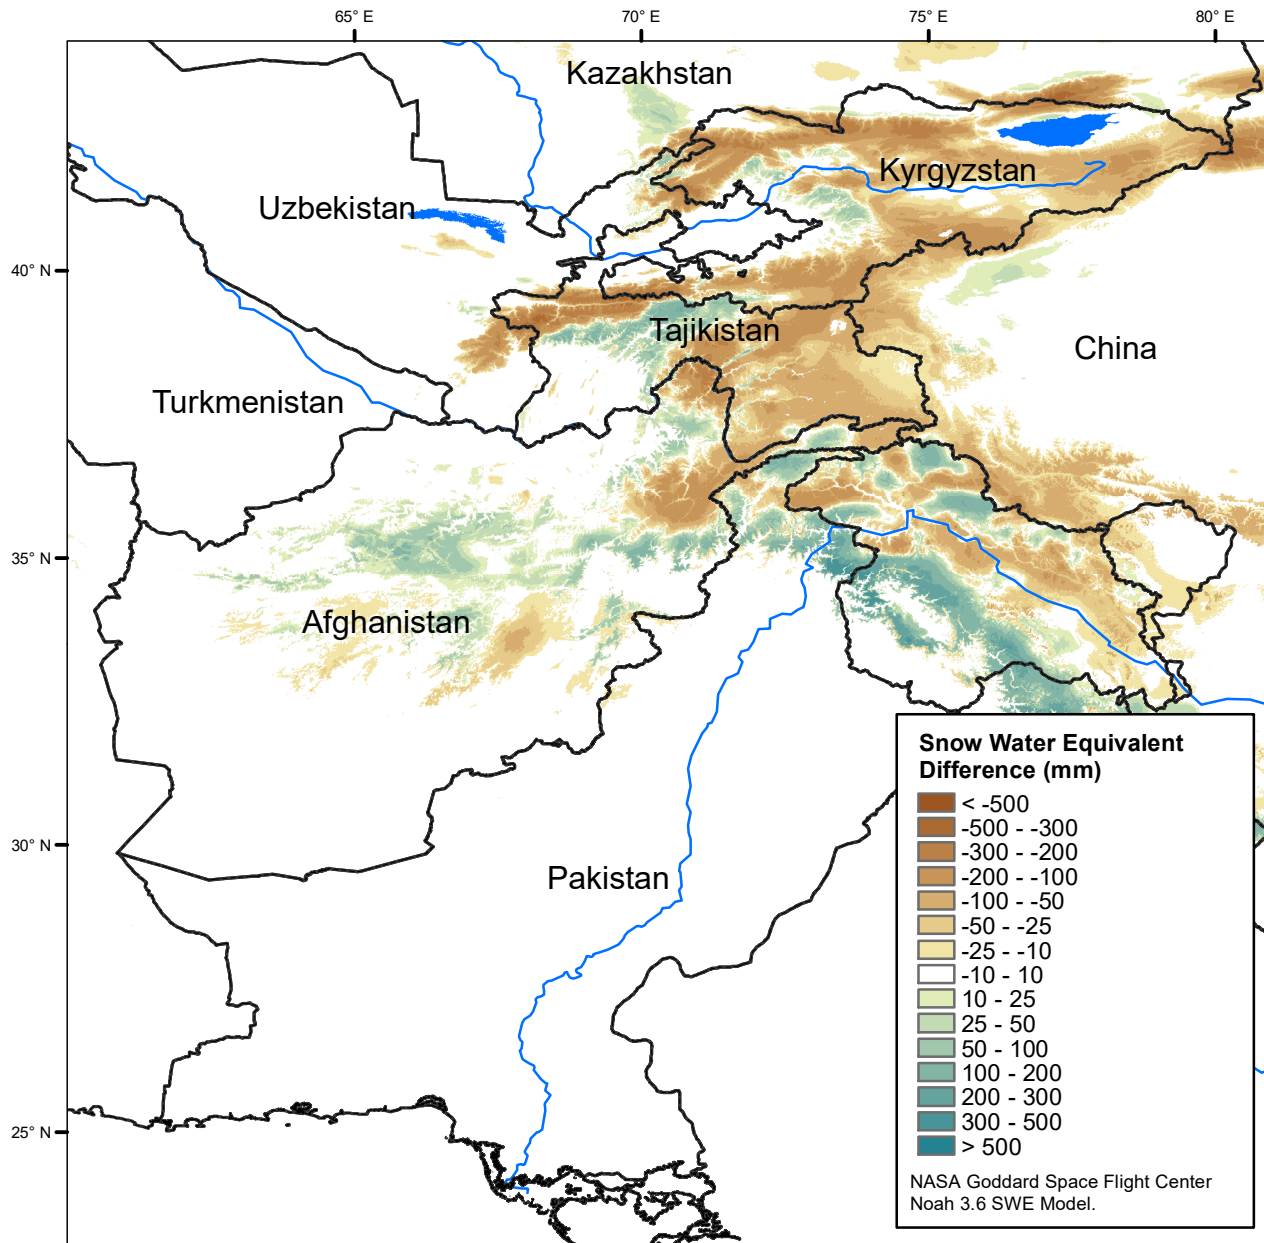 65° E
70° E
75° E
80° E
Kazakhstan
Kyrgyzstan
Uzbekistan
40° N
Tajikistan
China
Turkmenistan
35° N
Afghanistan
Snow Water Equivalent
Difference (mm)
< -500
-500 - -300
-300 - -200
-200 - -100
-100 - -50
-50 - -25
-25 - -10
-10 - 10
10 - 25
25 - 50
50 - 100
100 - 200
200 - 300
300 - 500
> 500
30° N
Pakistan
25° N
NASA Goddard Space Flight Center
Noah 3.6 SWE Model.